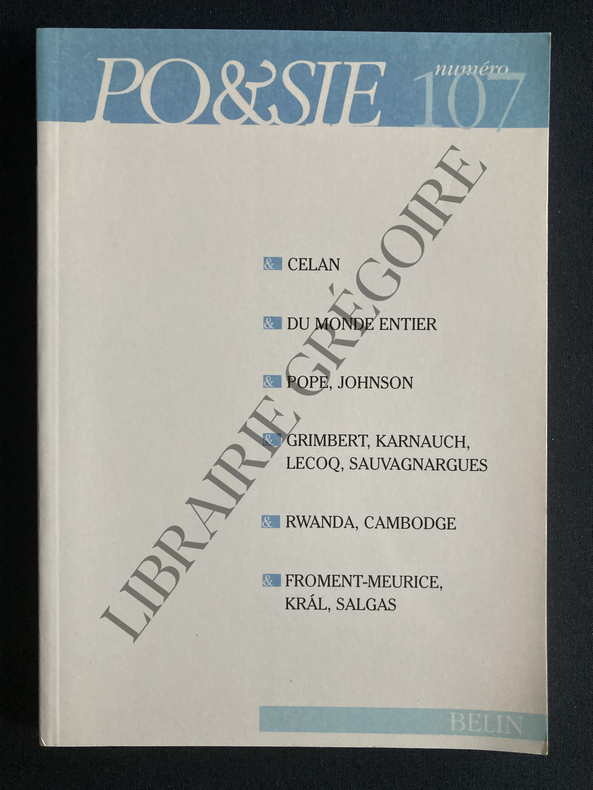 PO&SIE
numéro
107
& CELAN
& DU MONDE ENTIER
& POPE, JOHNSON
& GRIMBERT, KARNAUCH,
LECOQ, SAUVAGNARGUES
& RWANDA, CAMBODGE
& FROMENT-MEURICE,
KRÁL, SALGAS
BELIN
LIBRAIRIE GRÉGOIRE